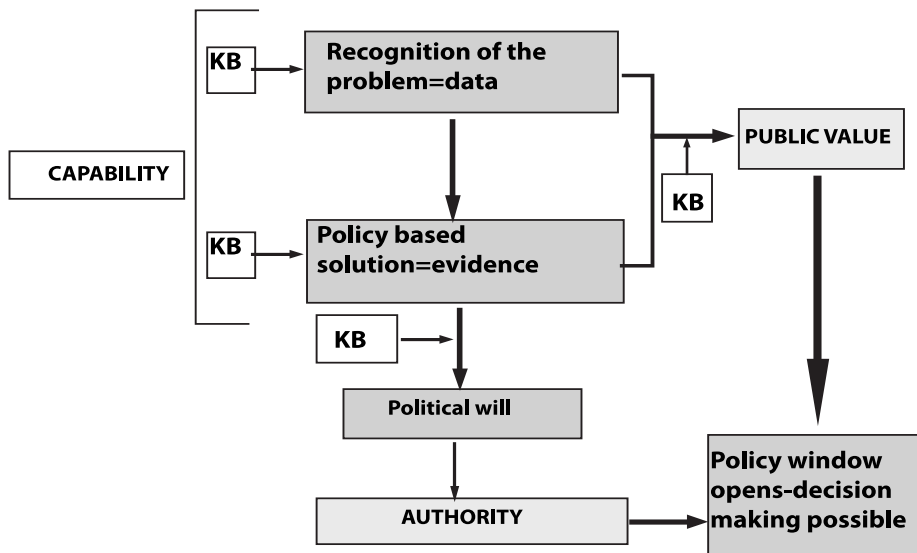 KB
Recognition of the
problem=data
PUBLIC VALUE
CAPABILITY
KB
KB
Policy based
solution=evidence
KB
Political will
Policy window
opens-decision
making possible
AUTHORITY